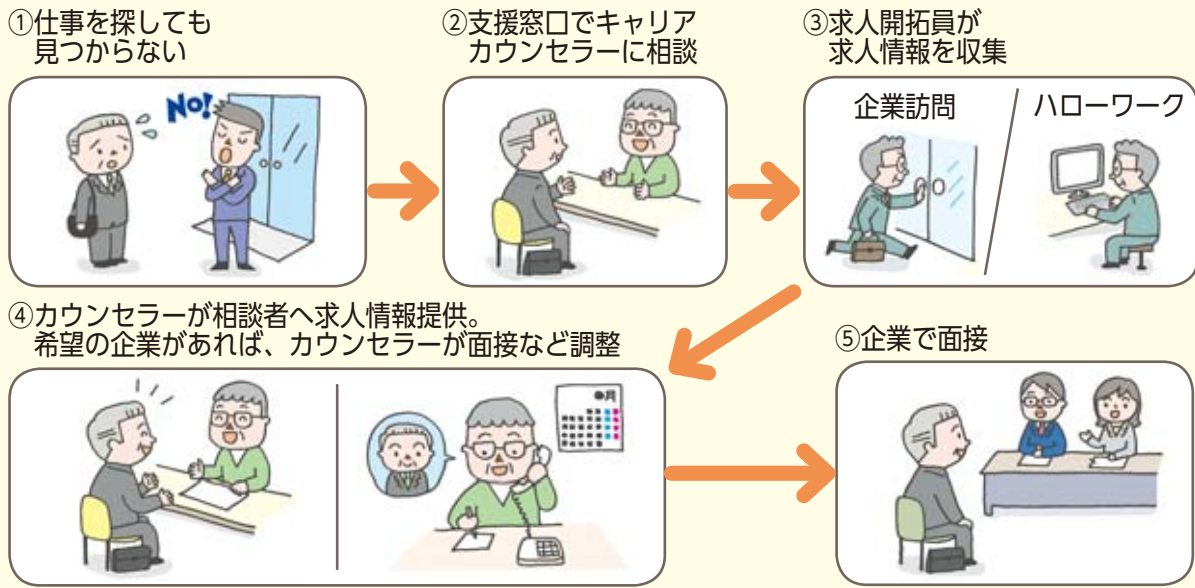 ①仕事を探しても
見つからない
②支援窓口でキャリア
カウンセラーに相談
③求人開拓員が
求人情報を収集
No!
企業訪問
ハローワーク
④カウンセラーが相談者へ求人情報提供。
希望の企業があれば、カウンセラーが面接など調整
⑤企業で面接
●月